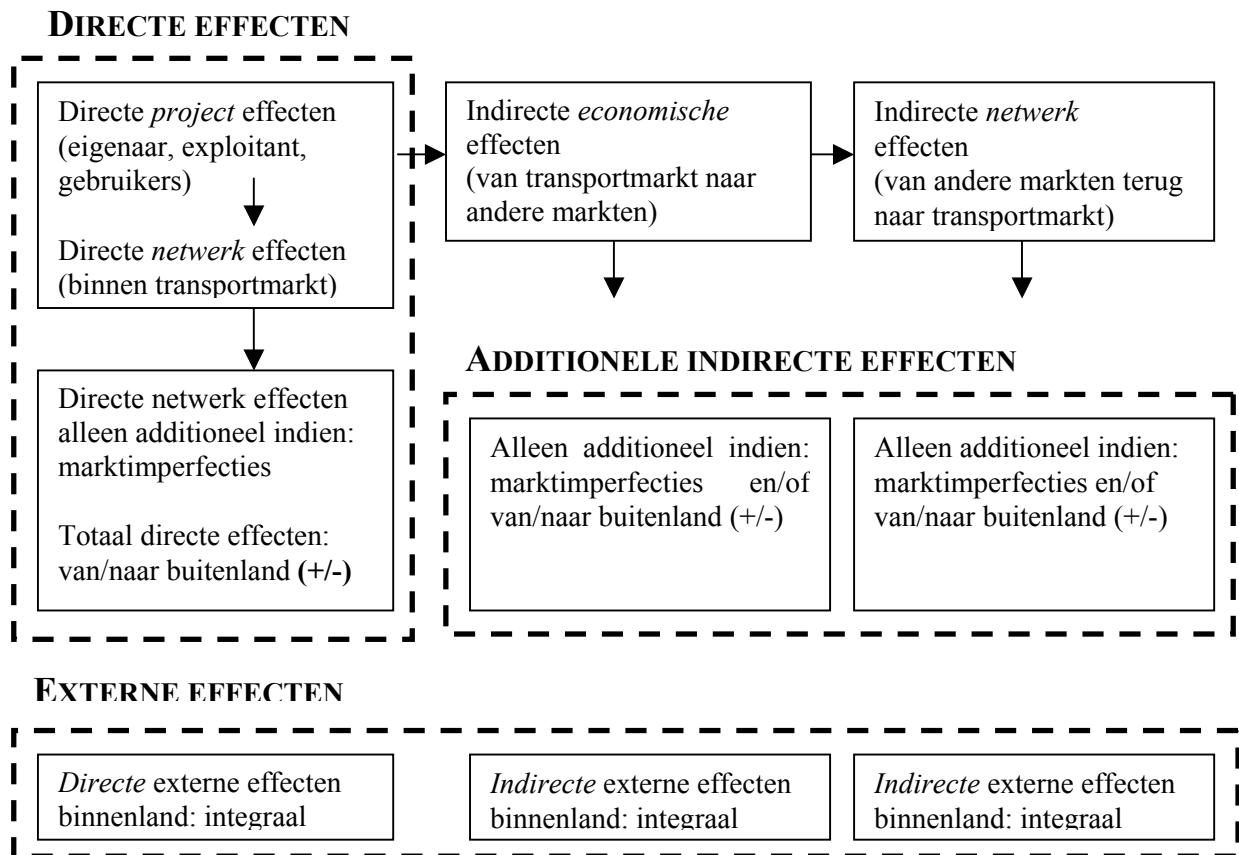 DIRECTE EFFECTEN
Directe project effecten
(eigenaar, exploitant,
gebruikers)
Directe netwerk effecten
(binnen transportmarkt)
Indirecte economische
effecten
(van transportmarkt naar
andere markten)
Indirecte netwerk
effecten
(van andere markten terug
naar transportmarkt)
Directe netwerk effecten
alleen additioneel indien:
marktimperfecties
Totaal directe effecten:
van/naar buitenland (+/-)
ADDITIONELE INDIRECTE EFFECTEN
Alleen additioneel indien:
marktimperfecties en/of
van/naar buitenland (+/-)
Alleen additioneel indien:
marktimperfecties en/of
van/naar buitenland (+/-)
EXTERNE EFFECTEN
Directe externe effecten
binnenland: integraal
Indirecte externe effecten
binnenland: integraal
Indirecte externe effecten
binnenland: integraal